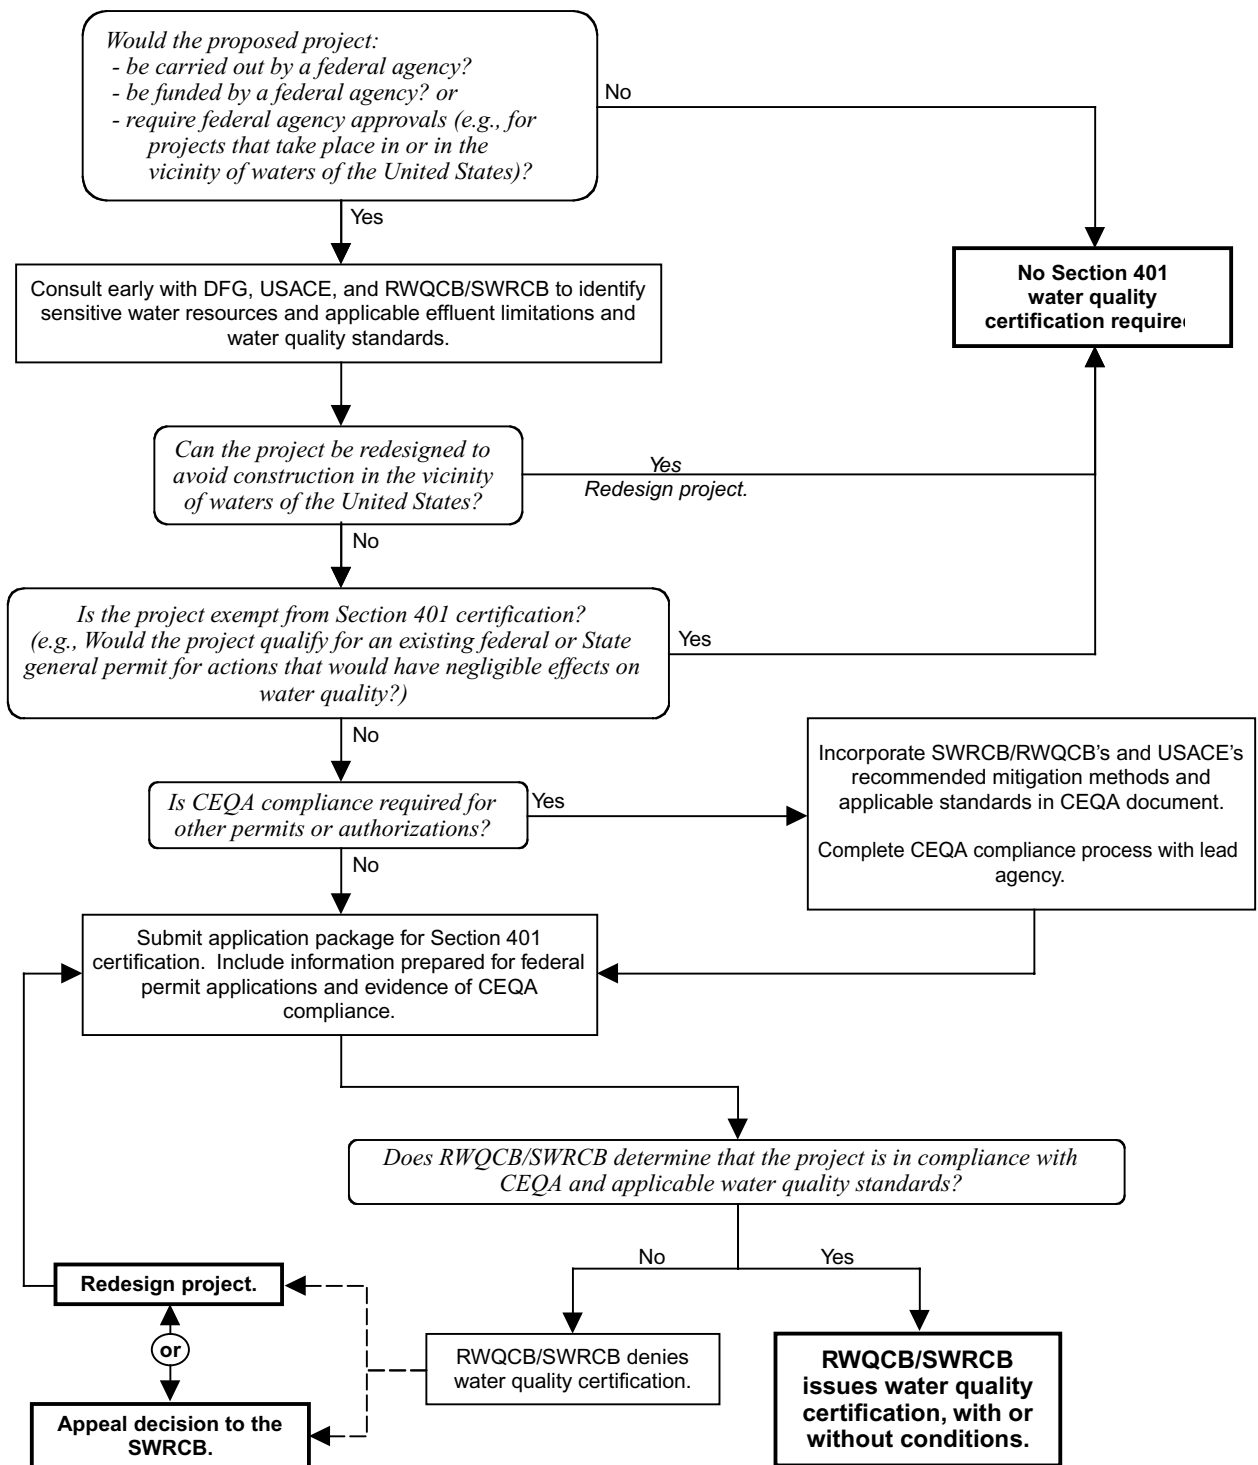 Would the proposed project:
- be carried out by a federal agency?
- be funded by a federal agency? or
- require federal agency approvals (e.g., for
projects that take place in or in the
vicinity of waters of the United States)?
No
Yes
No Section 401
water quality
certification require
Consult early with DFG, USACE, and RWQCB/SWRCB to identify
sensitive water resources and applicable effluent limitations and
water quality standards.
Can the project be redesigned to
avoid construction in the vicinity
of waters of the United States?
Yes
Redesign project.
No
Is the project exempt from Section 401 certification?
(e.g., Would the project qualify for an existing federal or State
general permit for actions that would have negligible effects on
water quality?)
Yes
No
Is CEQA compliance required for
other permits or authorizations?
Yes
Incorporate SWRCB/RWQCB's and USACE's
recommended mitigation methods and
applicable standards in CEQA document.
Complete CEQA compliance process with lead
agency.
No
Submit application package for Section 401
certification. Include information prepared for federal
permit applications and evidence of CEQA
compliance.
Does RWQCB/SWRCB determine that the project is in compliance with
CEQA and applicable water quality standards?
No
Yes
Redesign project.
or
Appeal decision to the
SWRCB.
RWQCB/SWRCB denies
water quality certification.
RWQCB/SWRCB
issues water quality
certification, with or
without conditions.